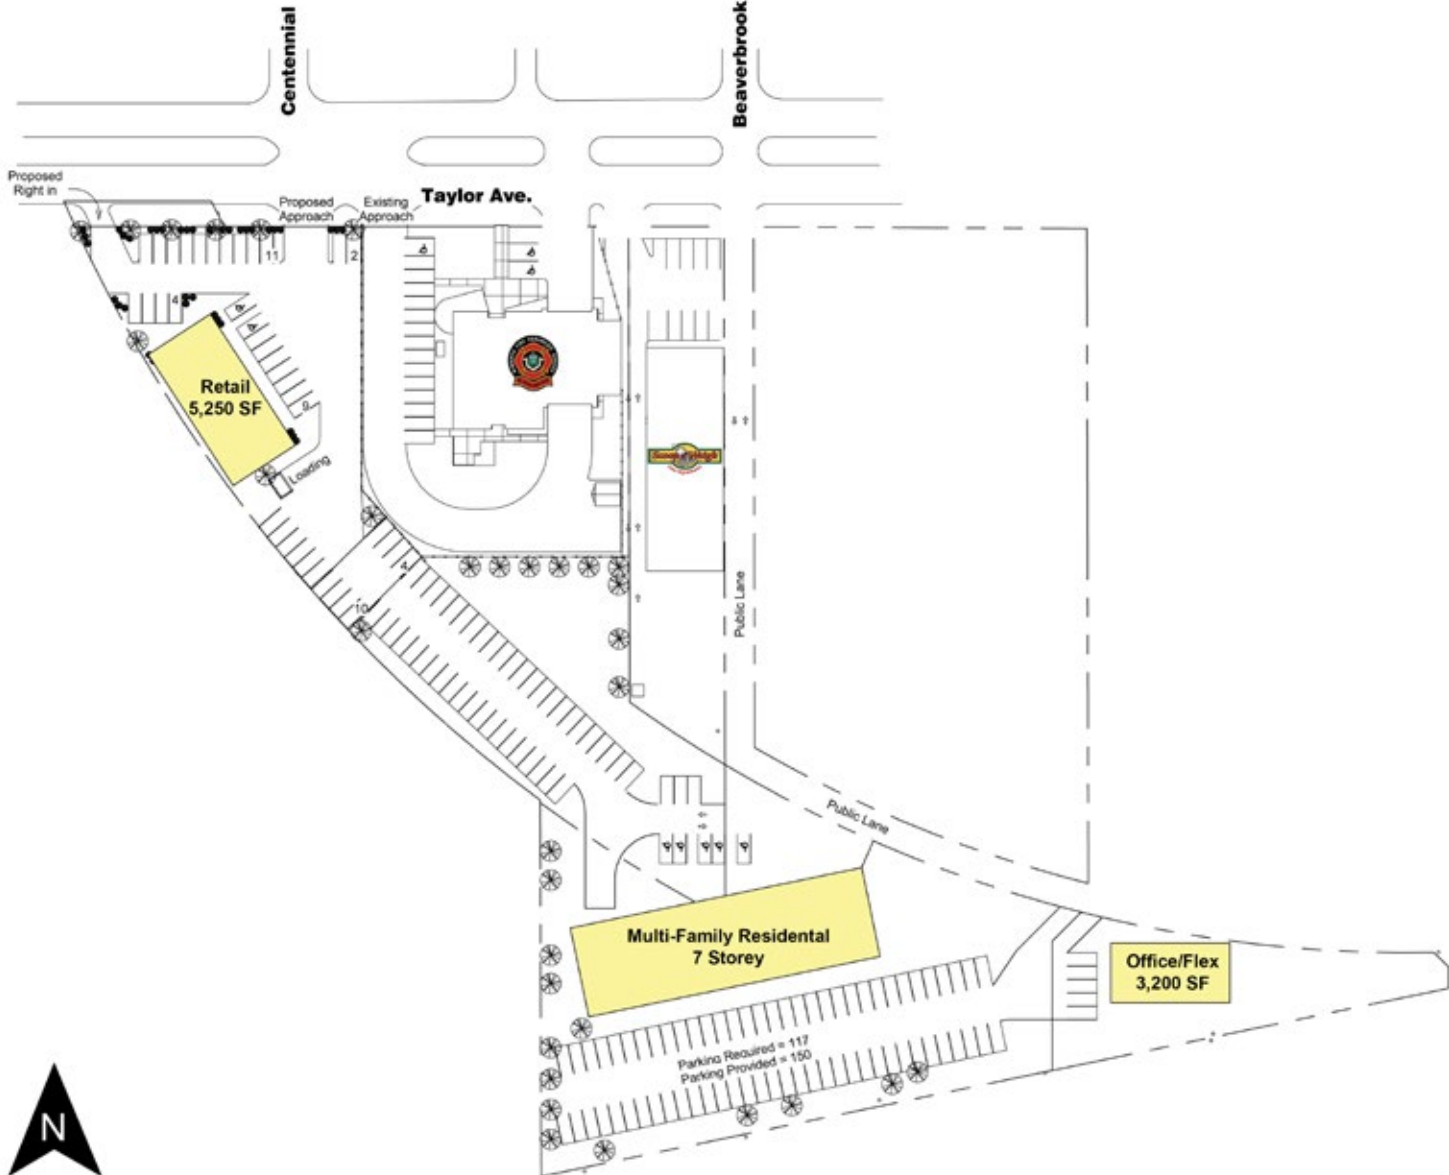 Centennial
Beaverbrook
Proposed
Right in
Proposed
Approach
Existing
Approach
Taylor Ave.
11
2
4
Retail
5,250 SF
9
Loading
4
10
Public Lane
Public Lane
Multi-Family Residental
7 Storey
Office/Flex
3,200 SF
Parking Required = 117
Parking Provided = 150
N